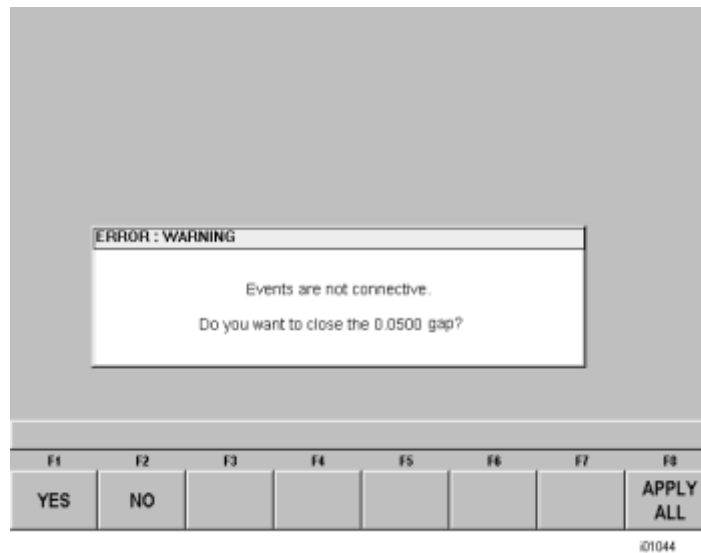 ERROR : WARNING
Events are not connective.
Do you want to close the 0.0500 gap?
F1 F2 F3 F4 F5 F6 F7 F8
YES NO APPLY
ALL
i01044